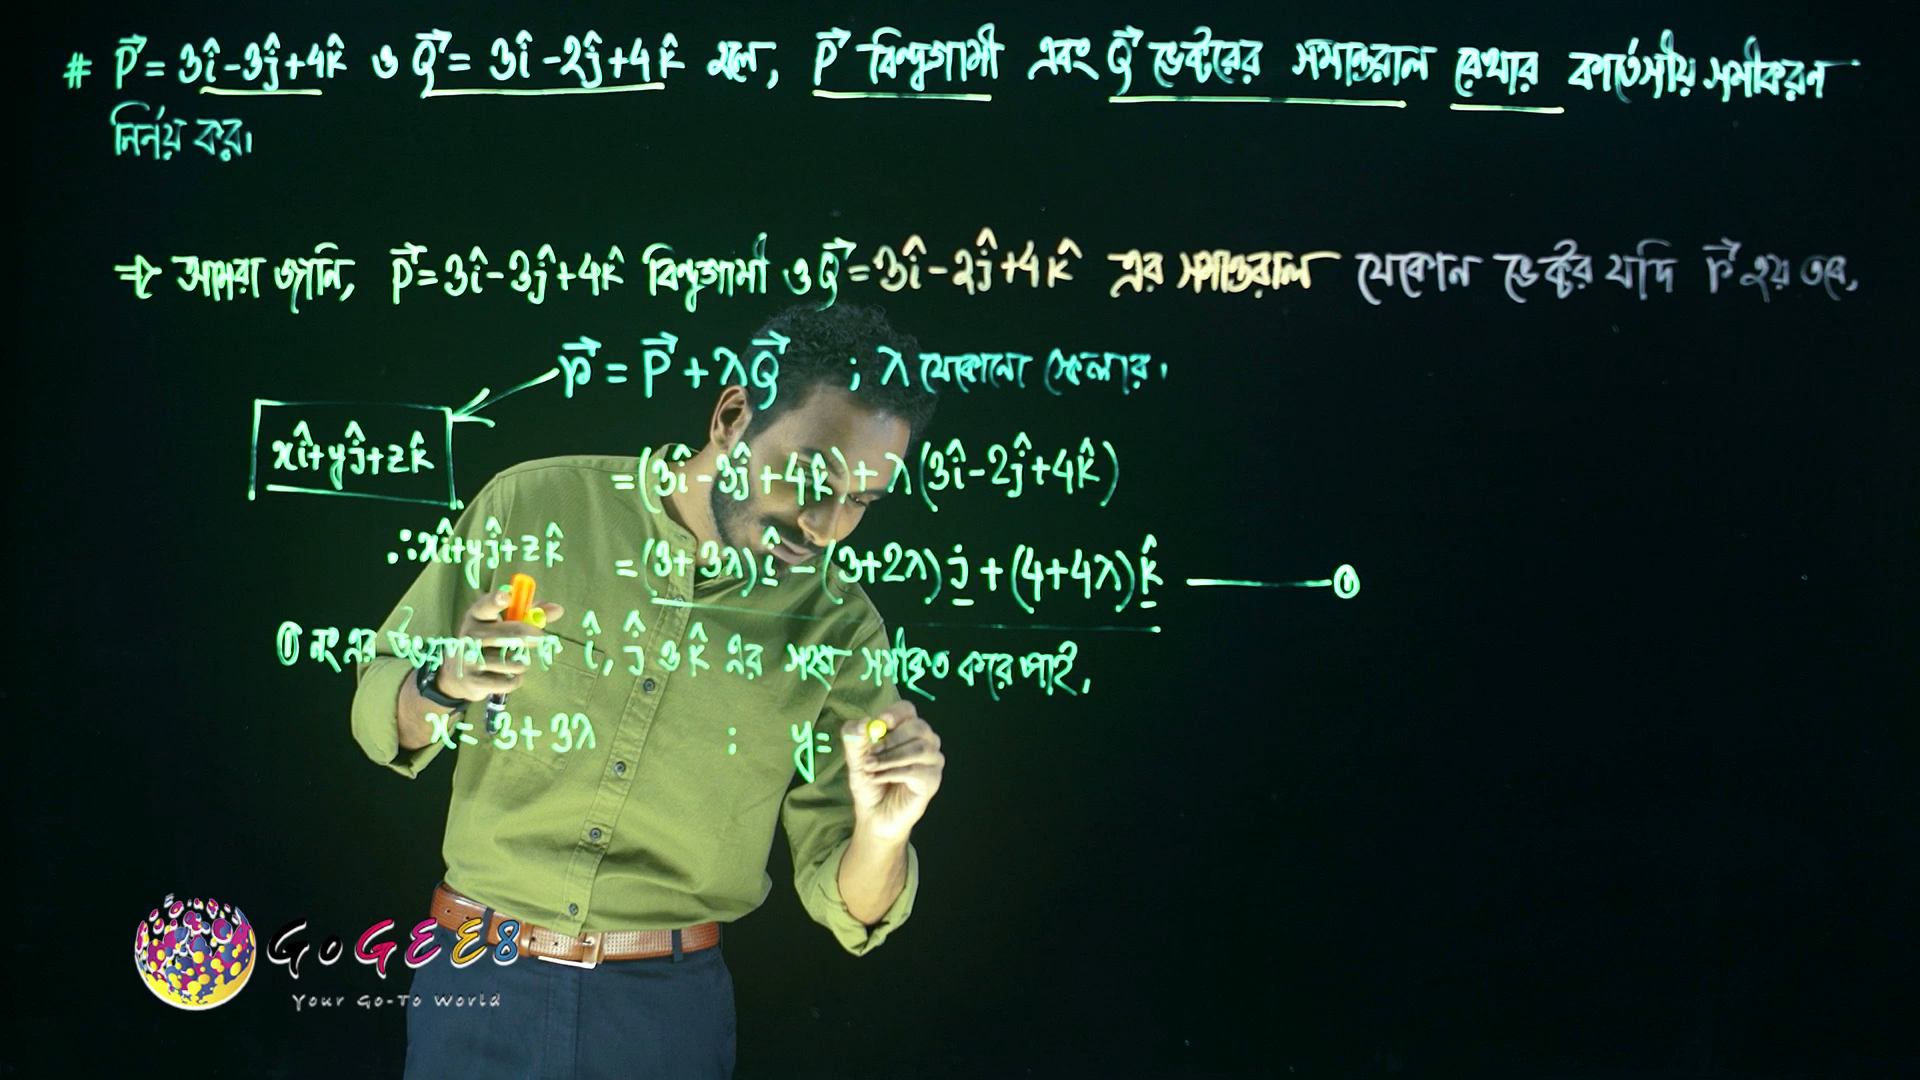 # P⃗ = 3î-3ĵ+4k̂ ও Q⃗ = 3î-2ĵ+4k̂ হলে, P⃗ বিন্দুগামী এবং Q⃗ ভেক্টরের সমান্তরাল রেখার কার্তেসীয় সমীকরন
নির্নয় কর।
⇒ আমরা জানি, P⃗ = 3î-3ĵ+4k̂ বিন্দুগামী ও Q⃗ = 3î-2ĵ+4k̂ এর সমান্তরাল যেকোন ভেক্টর যদি r⃗ হয় তবে,
r⃗ = P⃗ + λQ⃗ ; λ যেকোনো স্কেলার।
xî+yĵ+zk̂
= (3î-3ĵ+4k̂) + λ(3î-2ĵ+4k̂)
∴ xî+yĵ+zk̂ = (3+3λ)î - (3+2λ)j + (4+4λ)k̂ —— ①
① নং এর উভয়পক্ষ থেকে î, ĵ ও k̂ এর সহগ সমীকৃত করে পাই,
x = 3+3λ ; y = -
GoGEE8
Your Go-To World